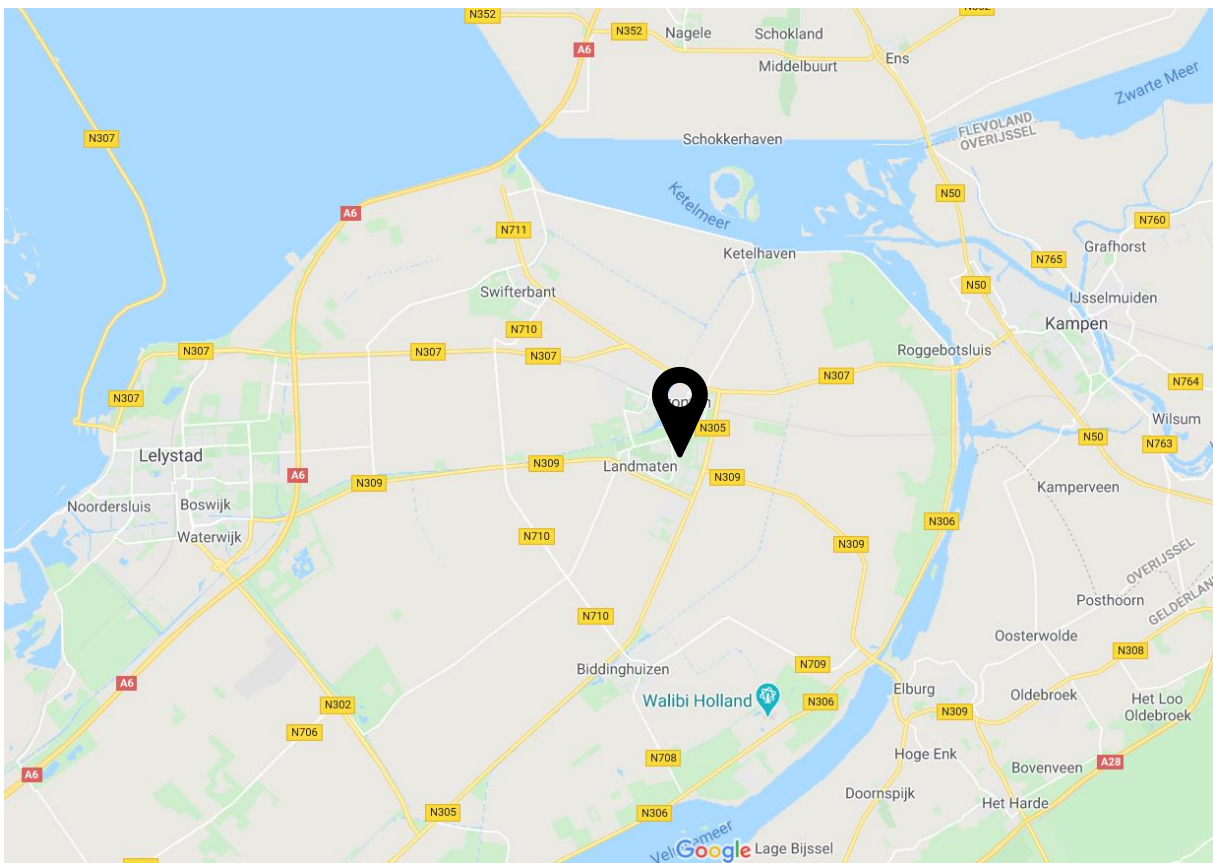 N352
N352
N352
A6
Nagele
Schokland
Middelbuurt
Ens
Zwarte Meer
N307
Schokkerhaven
FLEVOLAND
OVERIJSSEL
Ketelmeer
N50
A6
N711
N760
Grafhorst
Ketelhaven
N765
N50
Swifterbant
IJsselmuiden
Kampen
N710
N307
N307
N307
Roggebotsluis
N307
N307
N764
Wilsum
N305
N50
N763
Lelystad
Landmaten
N309
A6
N309
N309
Kamperveen
Noordersluis
Boswijk
Waterwijk
N710
N309
N306
OVERIJSSEL
GELDERLAND
Posthoorn
N710
Oosterwolde
N308
Biddinghuizen
N709
A6
Elburg
Oldebroek
Walibi Holland
N306
N302
N309
Het Loo
Oldebroek
N706
Hoge Enk
N708
A28
Bovenveen
A6
Doornspijk
Het Harde
N305
N306
Google
Lage Bijssel